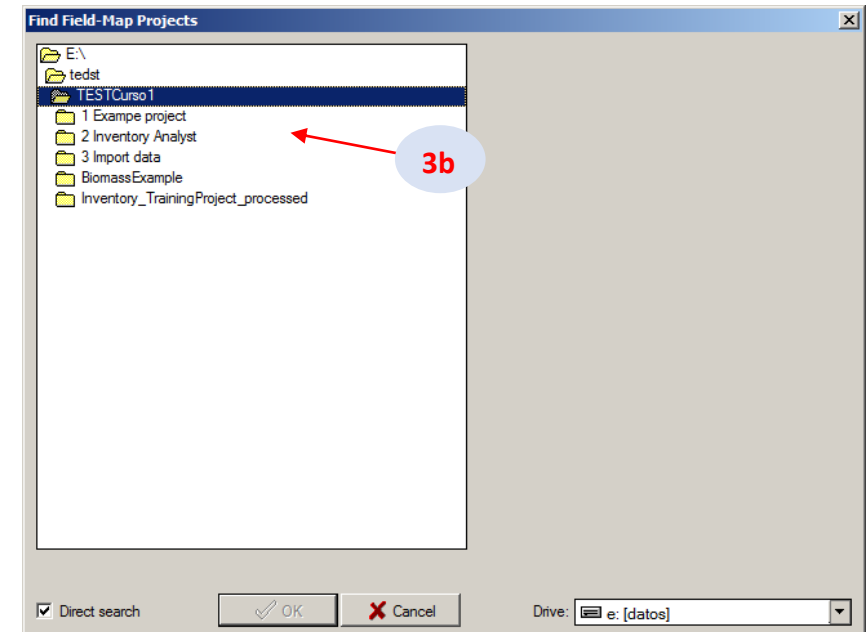 Find Field-Map Projects
E:\
tedst
TESTCurso1
1 Exampe project
2 Inventory Analyst
3 Import data
BiomassExample
Inventory_TrainingProject_processed
3b
Direct search
OK
Cancel
Drive:
e: [datos]